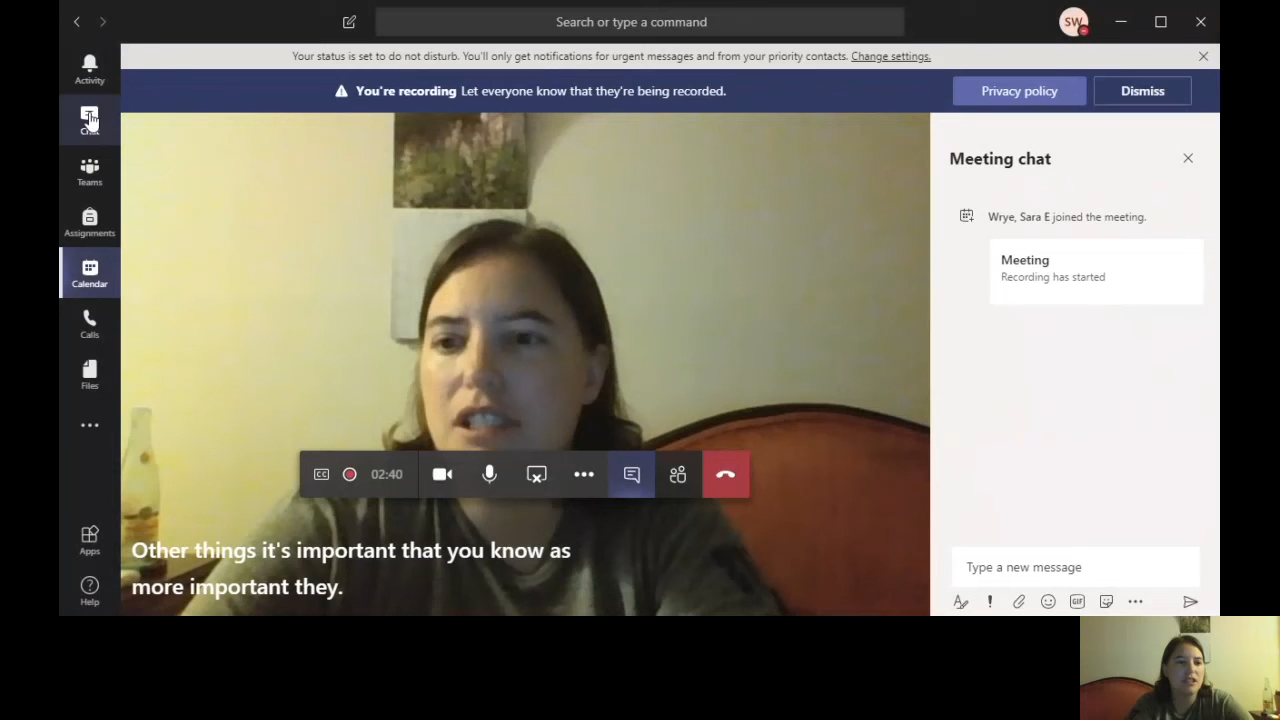 Search or type a command
SW
Your status is set to do not disturb. You'll only get notifications for urgent messages and from your priority contacts. Change settings.
You're recording Let everyone know that they're being recorded.
Privacy policy
Dismiss
Activity
Chat
Teams
Assignments
Calendar
Calls
Files
Apps
Help
Meeting chat
Wrye, Sara E joined the meeting.
Meeting
Recording has started
CC
02:40
Other things it's important that you know as
more important they.
Type a new message
GIF